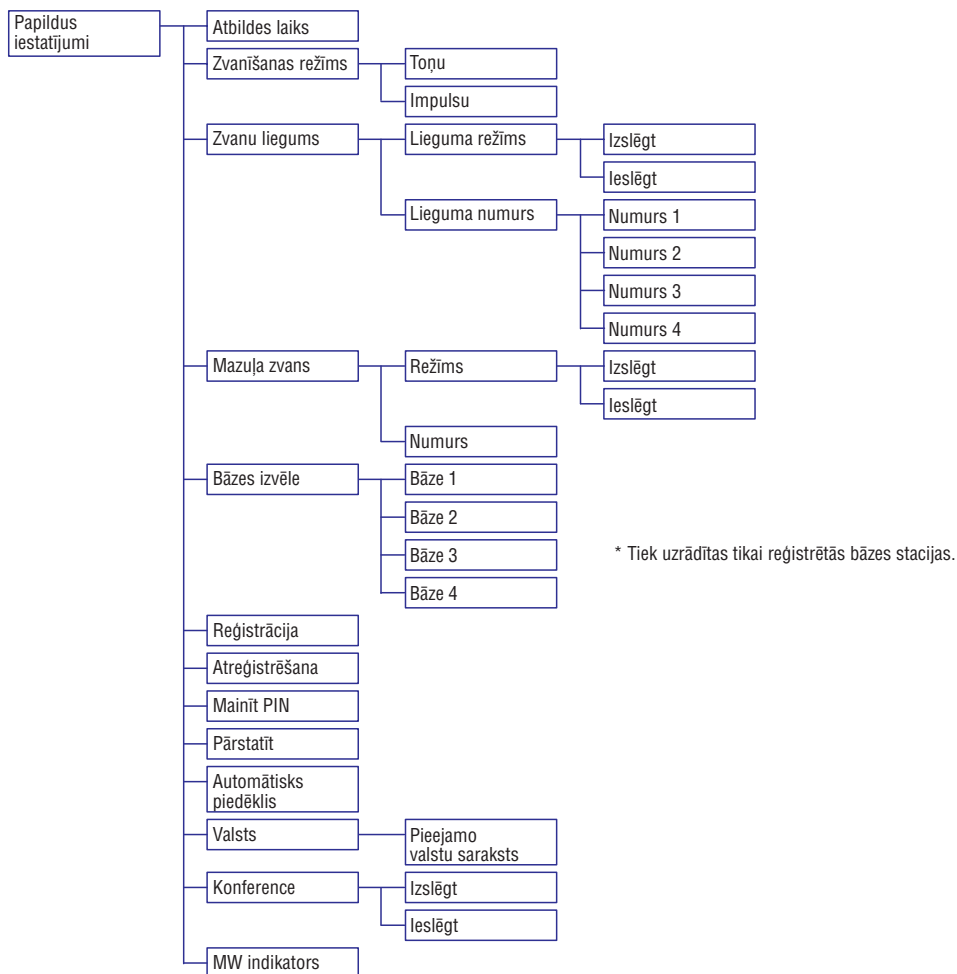 Papildus
iestatījumi
Atbildes laiks
Zvanīšanas režīms
Toņu
Impulsu
Zvanu liegums
Lieguma režīms
Izslēgt
Ieslēgt
Lieguma numurs
Numurs 1
Numurs 2
Numurs 3
Numurs 4
Mazuļa zvans
Režīms
Izslēgt
Ieslēgt
Numurs
Bāzes izvēle
Bāze 1
Bāze 2
Bāze 3
* Tiek uzrādītas tikai reģistrētās bāzes stacijas.
Bāze 4
Reģistrācija
Atreģistrēšana
Mainīt PIN
Pārstatīt
Automātisks
piedēklis
Valsts
Pieejamo
valstu saraksts
Konference
Izslēgt
Ieslēgt
MW indikators